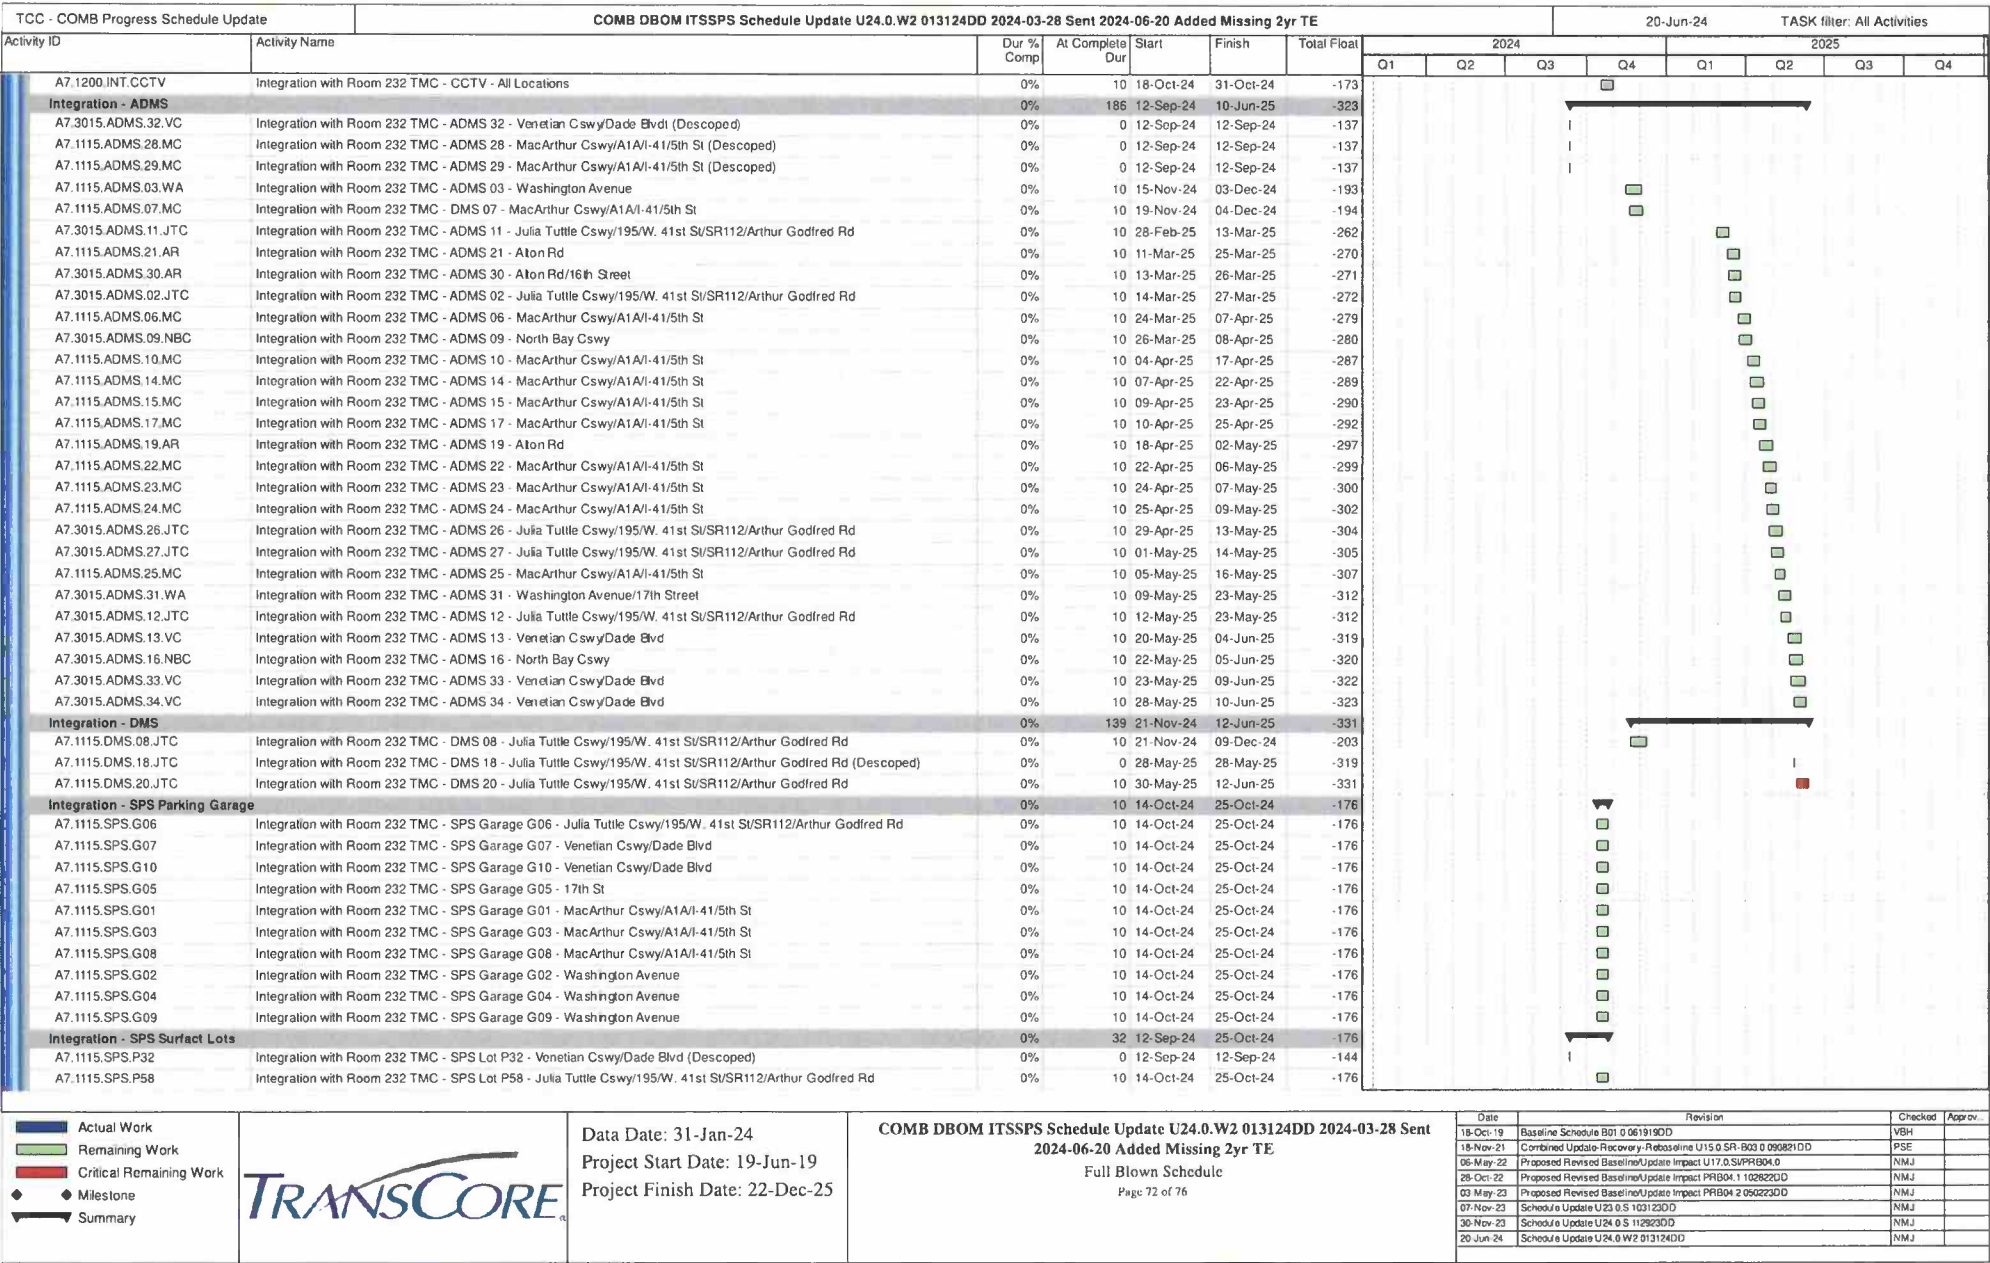 TCC - COMB Progress Schedule Update COMB DBOM ITSSPS Schedule Update U24.0.W2 013124DD 2024-03-28 Sent 2024-06-20 Added Missing 2yr TE 20-Jun-24 TASK filter: All Activities
Activity ID Activity Name Dur % Comp At Complete Dur Start Finish Total Float 2024 2025
Q1 Q2 Q3 Q4 Q1 Q2 Q3 Q4
A7.1200.INT.CCTV Integration with Room 232 TMC - CCTV - All Locations 0% 10 18-Oct-24 31-Oct-24 -173
Integration - ADMS 0% 186 12-Sep-24 10-Jun-25 -323
A7.3015.ADMS.32.VC Integration with Room 232 TMC - ADMS 32 - Venetian Cswy/Dade Blvdt (Descoped) 0% 0 12-Sep-24 12-Sep-24 -137
A7.1115.ADMS.28.MC Integration with Room 232 TMC - ADMS 28 - MacArthur Cswy/A1A/I-41/5th St (Descoped) 0% 0 12-Sep-24 12-Sep-24 -137
A7.1115.ADMS.29.MC Integration with Room 232 TMC - ADMS 29 - MacArthur Cswy/A1A/I-41/5th St (Descoped) 0% 0 12-Sep-24 12-Sep-24 -137
A7.1115.ADMS.03.WA Integration with Room 232 TMC - ADMS 03 - Washington Avenue 0% 10 15-Nov-24 03-Dec-24 -193
A7.1115.ADMS.07.MC Integration with Room 232 TMC - DMS 07 - MacArthur Cswy/A1A/I-41/5th St 0% 10 19-Nov-24 04-Dec-24 -194
A7.3015.ADMS.11.JTC Integration with Room 232 TMC - ADMS 11 - Julia Tuttle Cswy/195/W. 41st St/SR112/Arthur Godfred Rd 0% 10 28-Feb-25 13-Mar-25 -262
A7.1115.ADMS.21.AR Integration with Room 232 TMC - ADMS 21 - Alton Rd 0% 10 11-Mar-25 25-Mar-25 -270
A7.3015.ADMS.30.AR Integration with Room 232 TMC - ADMS 30 - Alton Rd/16th Street 0% 10 13-Mar-25 26-Mar-25 -271
A7.3015.ADMS.02.JTC Integration with Room 232 TMC - ADMS 02 - Julia Tuttle Cswy/195/W. 41st St/SR112/Arthur Godfred Rd 0% 10 14-Mar-25 27-Mar-25 -272
A7.1115.ADMS.06.MC Integration with Room 232 TMC - ADMS 06 - MacArthur Cswy/A1A/I-41/5th St 0% 10 24-Mar-25 07-Apr-25 -279
A7.3015.ADMS.09.NBC Integration with Room 232 TMC - ADMS 09 - North Bay Cswy 0% 10 26-Mar-25 08-Apr-25 -280
A7.1115.ADMS.10.MC Integration with Room 232 TMC - ADMS 10 - MacArthur Cswy/A1A/I-41/5th St 0% 10 04-Apr-25 17-Apr-25 -287
A7.1115.ADMS.14.MC Integration with Room 232 TMC - ADMS 14 - MacArthur Cswy/A1A/I-41/5th St 0% 10 07-Apr-25 22-Apr-25 -289
A7.1115.ADMS.15.MC Integration with Room 232 TMC - ADMS 15 - MacArthur Cswy/A1A/I-41/5th St 0% 10 09-Apr-25 23-Apr-25 -290
A7.1115.ADMS.17.MC Integration with Room 232 TMC - ADMS 17 - MacArthur Cswy/A1A/I-41/5th St 0% 10 10-Apr-25 25-Apr-25 -292
A7.1115.ADMS.19.AR Integration with Room 232 TMC - ADMS 19 - Alton Rd 0% 10 18-Apr-25 02-May-25 -297
A7.1115.ADMS.22.MC Integration with Room 232 TMC - ADMS 22 - MacArthur Cswy/A1A/I-41/5th St 0% 10 22-Apr-25 06-May-25 -299
A7.1115.ADMS.23.MC Integration with Room 232 TMC - ADMS 23 - MacArthur Cswy/A1A/I-41/5th St 0% 10 24-Apr-25 07-May-25 -300
A7.1115.ADMS.24.MC Integration with Room 232 TMC - ADMS 24 - MacArthur Cswy/A1A/I-41/5th St 0% 10 25-Apr-25 09-May-25 -302
A7.3015.ADMS.26.JTC Integration with Room 232 TMC - ADMS 26 - Julia Tuttle Cswy/195/W. 41st St/SR112/Arthur Godfred Rd 0% 10 29-Apr-25 13-May-25 -304
A7.3015.ADMS.27.JTC Integration with Room 232 TMC - ADMS 27 - Julia Tuttle Cswy/195/W. 41st St/SR112/Arthur Godfred Rd 0% 10 01-May-25 14-May-25 -305
A7.1115.ADMS.25.MC Integration with Room 232 TMC - ADMS 25 - MacArthur Cswy/A1A/I-41/5th St 0% 10 05-May-25 16-May-25 -307
A7.3015.ADMS.31.WA Integration with Room 232 TMC - ADMS 31 - Washington Avenue/17th Street 0% 10 09-May-25 23-May-25 -312
A7.3015.ADMS.12.JTC Integration with Room 232 TMC - ADMS 12 - Julia Tuttle Cswy/195/W. 41st St/SR112/Arthur Godfred Rd 0% 10 12-May-25 23-May-25 -312
A7.3015.ADMS.13.VC Integration with Room 232 TMC - ADMS 13 - Venetian Cswy/Dade Blvd 0% 10 20-May-25 04-Jun-25 -319
A7.3015.ADMS.16.NBC Integration with Room 232 TMC - ADMS 16 - North Bay Cswy 0% 10 22-May-25 05-Jun-25 -320
A7.3015.ADMS.33.VC Integration with Room 232 TMC - ADMS 33 - Venetian Cswy/Dade Blvd 0% 10 23-May-25 09-Jun-25 -322
A7.3015.ADMS.34.VC Integration with Room 232 TMC - ADMS 34 - Venetian Cswy/Dade Blvd 0% 10 28-May-25 10-Jun-25 -323
Integration - DMS 0% 139 21-Nov-24 12-Jun-25 -331
A7.1115.DMS.08.JTC Integration with Room 232 TMC - DMS 08 - Julia Tuttle Cswy/195/W. 41st St/SR112/Arthur Godfred Rd 0% 10 21-Nov-24 09-Dec-24 -203
A7.1115.DMS.18.JTC Integration with Room 232 TMC - DMS 18 - Julia Tuttle Cswy/195/W. 41st St/SR112/Arthur Godfred Rd (Descoped) 0% 0 28-May-25 28-May-25 -319
A7.1115.DMS.20.JTC Integration with Room 232 TMC - DMS 20 - Julia Tuttle Cswy/195/W. 41st St/SR112/Arthur Godfred Rd 0% 10 30-May-25 12-Jun-25 -331
Integration - SPS Parking Garage 0% 10 14-Oct-24 25-Oct-24 -176
A7.1115.SPS.G06 Integration with Room 232 TMC - SPS Garage G06 - Julia Tuttle Cswy/195/W. 41st St/SR112/Arthur Godfred Rd 0% 10 14-Oct-24 25-Oct-24 -176
A7.1115.SPS.G07 Integration with Room 232 TMC - SPS Garage G07 - Venetian Cswy/Dade Blvd 0% 10 14-Oct-24 25-Oct-24 -176
A7.1115.SPS.G10 Integration with Room 232 TMC - SPS Garage G10 - Venetian Cswy/Dade Blvd 0% 10 14-Oct-24 25-Oct-24 -176
A7.1115.SPS.G05 Integration with Room 232 TMC - SPS Garage G05 - 17th St 0% 10 14-Oct-24 25-Oct-24 -176
A7.1115.SPS.G01 Integration with Room 232 TMC - SPS Garage G01 - MacArthur Cswy/A1A/I-41/5th St 0% 10 14-Oct-24 25-Oct-24 -176
A7.1115.SPS.G03 Integration with Room 232 TMC - SPS Garage G03 - MacArthur Cswy/A1A/I-41/5th St 0% 10 14-Oct-24 25-Oct-24 -176
A7.1115.SPS.G08 Integration with Room 232 TMC - SPS Garage G08 - MacArthur Cswy/A1A/I-41/5th St 0% 10 14-Oct-24 25-Oct-24 -176
A7.1115.SPS.G02 Integration with Room 232 TMC - SPS Garage G02 - Washington Avenue 0% 10 14-Oct-24 25-Oct-24 -176
A7.1115.SPS.G04 Integration with Room 232 TMC - SPS Garage G04 - Washington Avenue 0% 10 14-Oct-24 25-Oct-24 -176
A7.1115.SPS.G09 Integration with Room 232 TMC - SPS Garage G09 - Washington Avenue 0% 10 14-Oct-24 25-Oct-24 -176
Integration - SPS Surfact Lots 0% 32 12-Sep-24 25-Oct-24 -176
A7.1115.SPS.P32 Integration with Room 232 TMC - SPS Lot P32 - Venetian Cswy/Dade Blvd (Descoped) 0% 0 12-Sep-24 12-Sep-24 -144
A7.1115.SPS.P58 Integration with Room 232 TMC - SPS Lot P58 - Julia Tuttle Cswy/195/W. 41st St/SR112/Arthur Godfred Rd 0% 10 14-Oct-24 25-Oct-24 -176
Actual Work
Remaining Work
Critical Remaining Work
Milestone
Summary
TRANSCORE
Data Date: 31-Jan-24
Project Start Date: 19-Jun-19
Project Finish Date: 22-Dec-25
COMB DBOM ITSSPS Schedule Update U24.0.W2 013124DD 2024-03-28 Sent
2024-06-20 Added Missing 2yr TE
Full Blown Schedule
Page 72 of 76
Date Revision Checked Approv...
18-Oct-19 Baseline Schedule B01.0 061919DD VBH
18-Nov-21 Combined Update-Recovery-Rebaseline U15.0.SR-B03.0 090821DD PSE
06-May-22 Proposed Revised Baseline/Update Impact U17.0.SI/PRB04.0 NMJ
28-Oct-22 Proposed Revised Baseline/Update Impact PRB04.1 102822DD NMJ
03-May-23 Proposed Revised Baseline/Update Impact PRB04.2 050223DD NMJ
07-Nov-23 Schedule Update U23.0.S 103123DD NMJ
30-Nov-23 Schedule Update U24.0.S 112923DD NMJ
20-Jun-24 Schedule Update U24.0.W2 013124DD NMJ